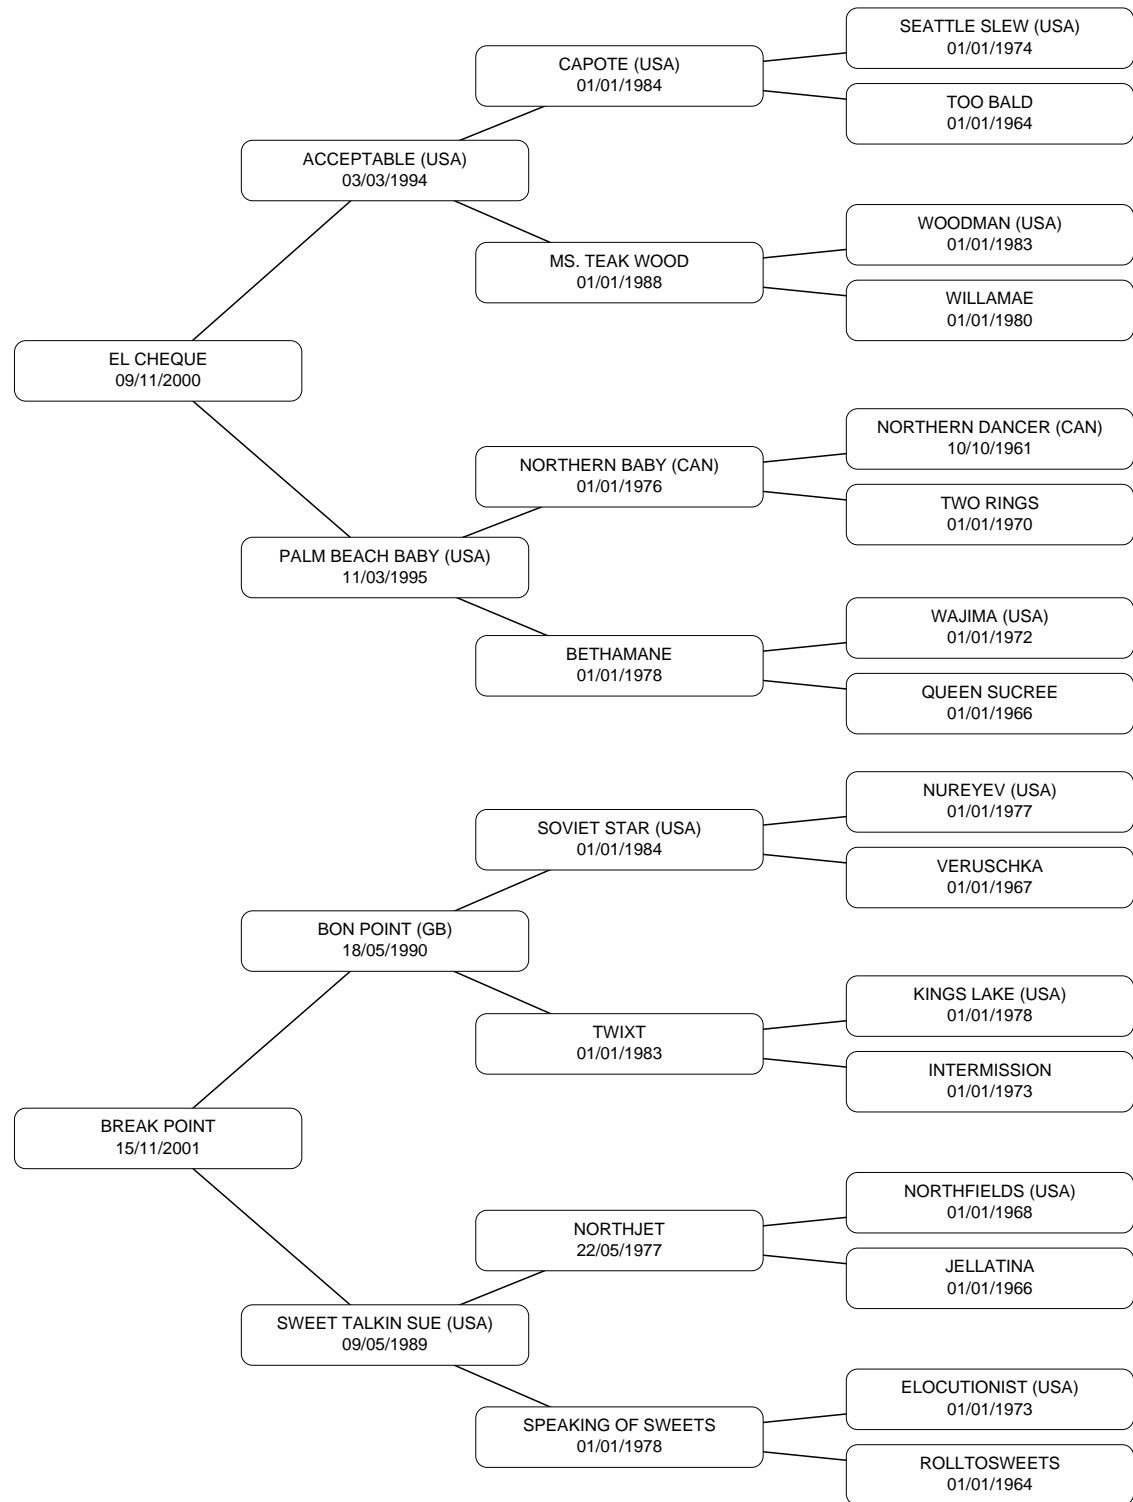 SEATTLE SLEW (USA)
01/01/1974
CAPOTE (USA)
01/01/1984
TOO BALD
01/01/1964
ACCEPTABLE (USA)
03/03/1994
WOODMAN (USA)
01/01/1983
MS. TEAK WOOD
01/01/1988
WILLAMAE
01/01/1980
EL CHEQUE
09/11/2000
NORTHERN DANCER (CAN)
10/10/1961
NORTHERN BABY (CAN)
01/01/1976
TWO RINGS
01/01/1970
PALM BEACH BABY (USA)
11/03/1995
WAJIMA (USA)
01/01/1972
BETHAMANE
01/01/1978
QUEEN SUCREE
01/01/1966
NUREYEV (USA)
01/01/1977
SOVIET STAR (USA)
01/01/1984
VERUSCHKA
01/01/1967
BON POINT (GB)
18/05/1990
KINGS LAKE (USA)
01/01/1978
TWIXT
01/01/1983
INTERMISSION
01/01/1973
BREAK POINT
15/11/2001
NORTHFIELDS (USA)
01/01/1968
NORTHJET
22/05/1977
JELLATINA
01/01/1966
SWEET TALKIN SUE (USA)
09/05/1989
ELOCUTIONIST (USA)
01/01/1973
SPEAKING OF SWEETS
01/01/1978
ROLLTOSWEETS
01/01/1964